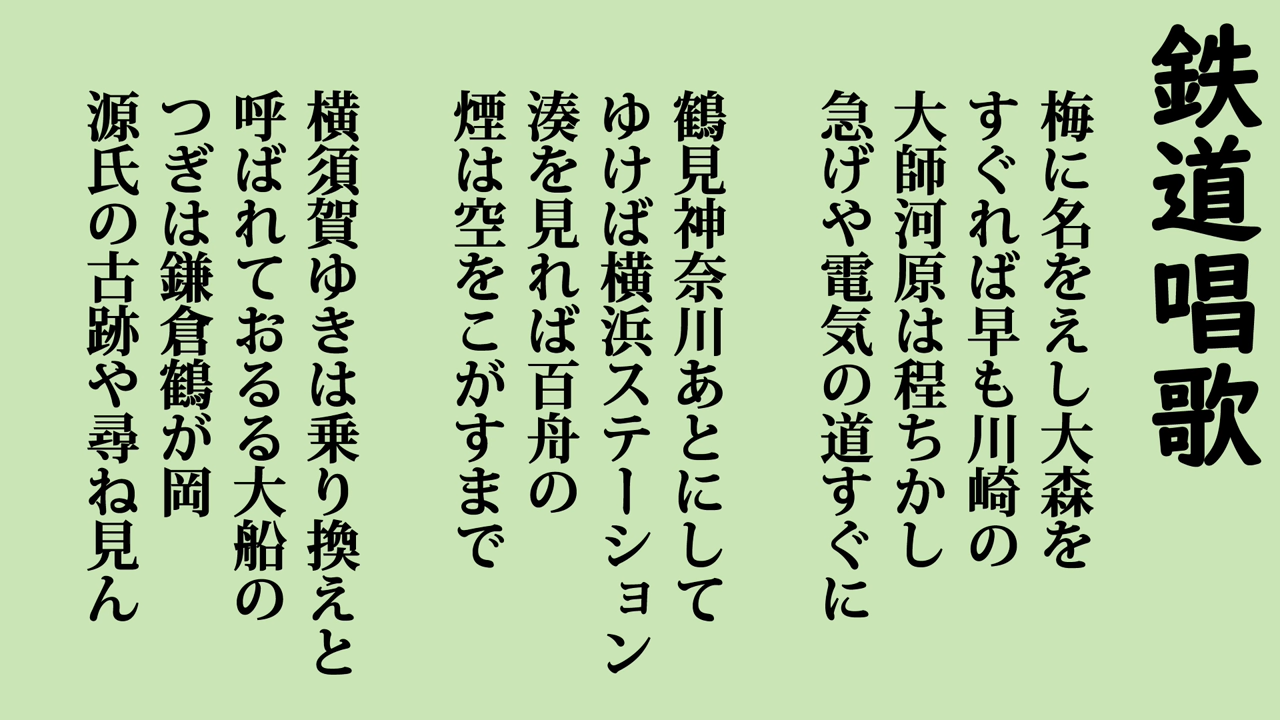 鉄道唱歌
梅に名をえし大森を
すぐれば早も川崎の
大師河原は程ちかし
急げや電気の道すぐに
鶴見神奈川あとにして
ゆけば横浜ステーション
湊を見れば百舟の
煙は空をこがすまで
横須賀ゆきは乗り換えと
呼ばれておるる大船の
つぎは鎌倉鶴が岡
源氏の古跡や尋ね見ん